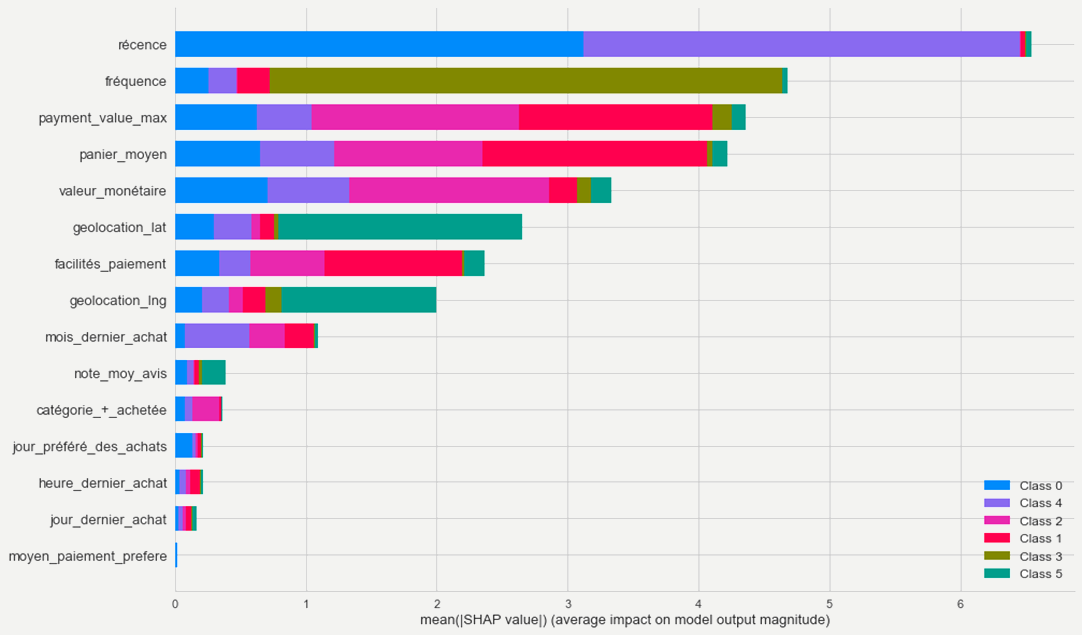 récence
fréquence
payment_value_max
panier_moyen
valeur_monétaire
geolocation_lat
facilités_paiement
geolocation_lng
mois_dernier_achat
note_moy_avis
catégorie_+_achetée
jour_préféré_des_achats
heure_dernier_achat
jour_dernier_achat
moyen_paiement_prefere
Class 0
Class 4
Class 2
Class 1
Class 3
Class 5
0 1 2 3 4 5 6
mean(|SHAP value|) (average impact on model output magnitude)